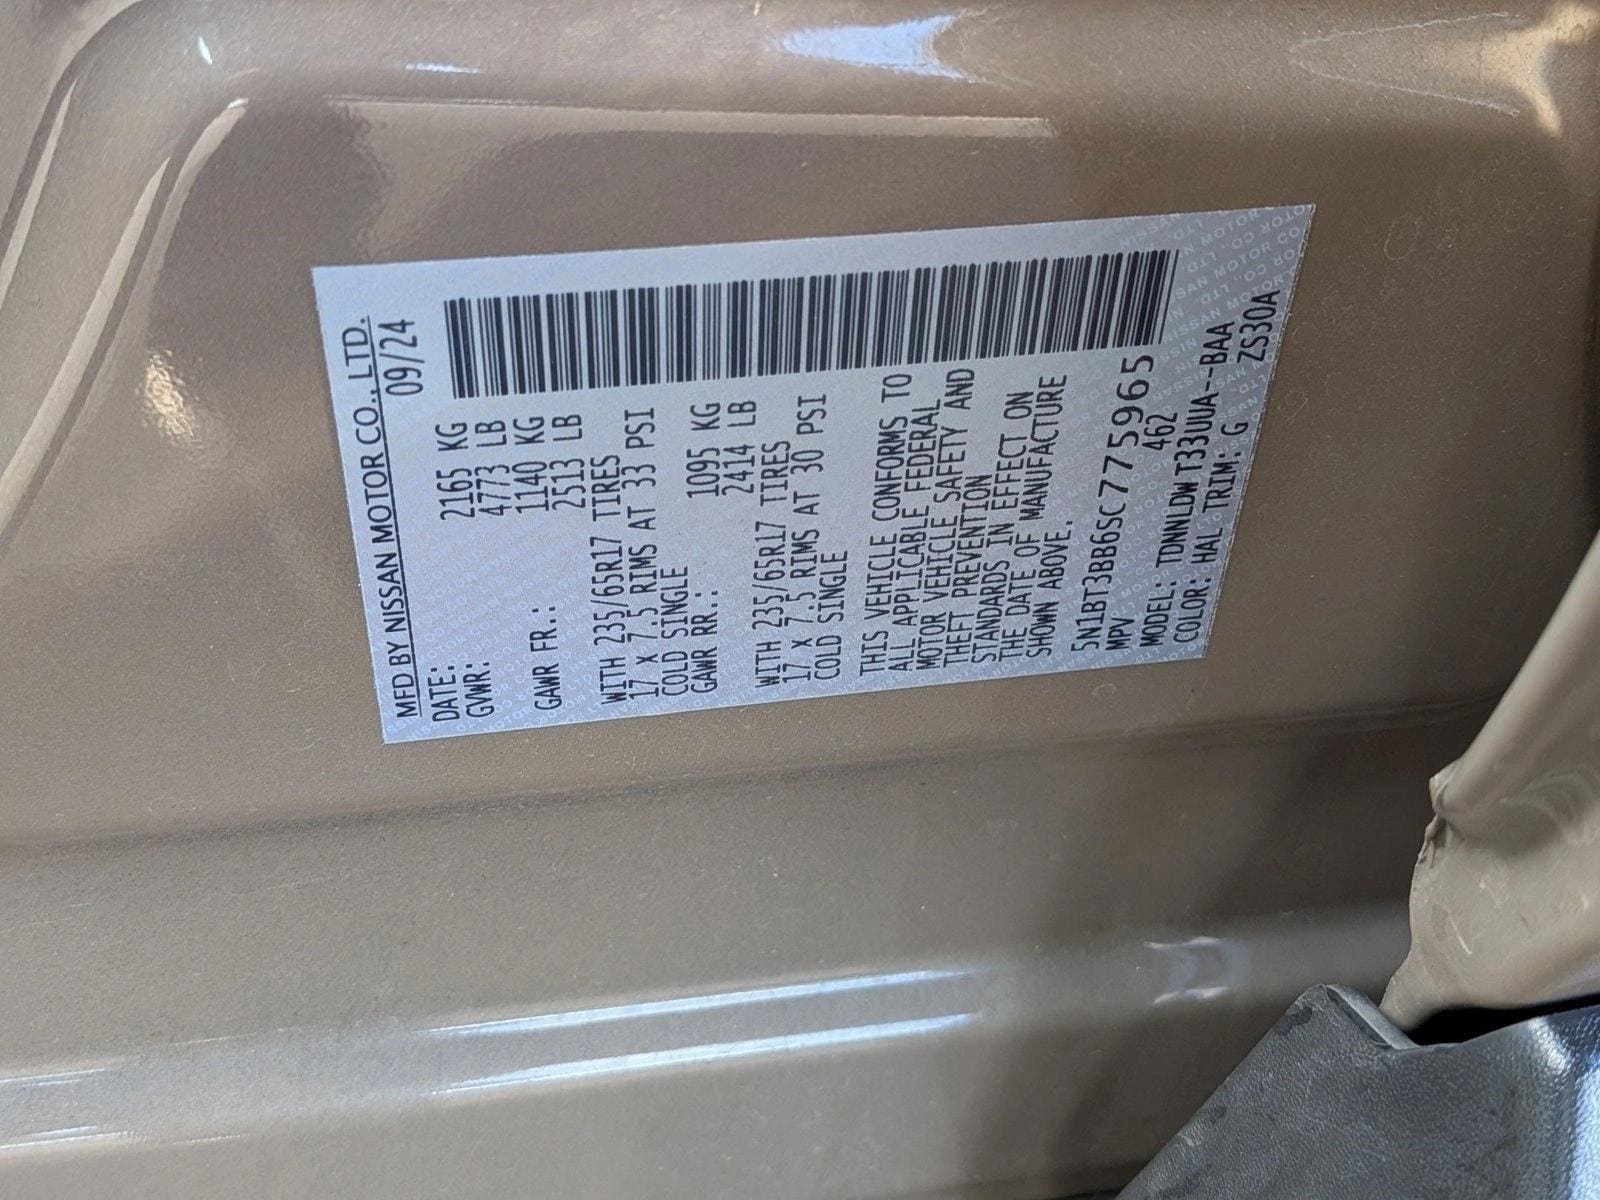 MFD BY NISSAN MOTOR CO., LTD.
DATE: 09/24
GVWR: 2165 KG
4773 LB
GAWR FR.: 1140 KG
2513 LB
WITH 235/65R17 TIRES
17 X 7.5 RIMS AT 33 PSI
COLD SINGLE
GAWR RR.: 1095 KG
2414 LB
WITH 235/65R17 TIRES
17 X 7.5 RIMS AT 30 PSI
COLD SINGLE
THIS VEHICLE CONFORMS TO
ALL APPLICABLE FEDERAL
MOTOR VEHICLE SAFETY AND
THEFT PREVENTION
STANDARDS IN EFFECT ON
THE DATE OF MANUFACTURE
SHOWN ABOVE.
5N1BT3BB6SC775965
MPV 462
MODEL: TDNNLDW T33UUA--BAA
COLOR: HAL TRIM: G ZS30A